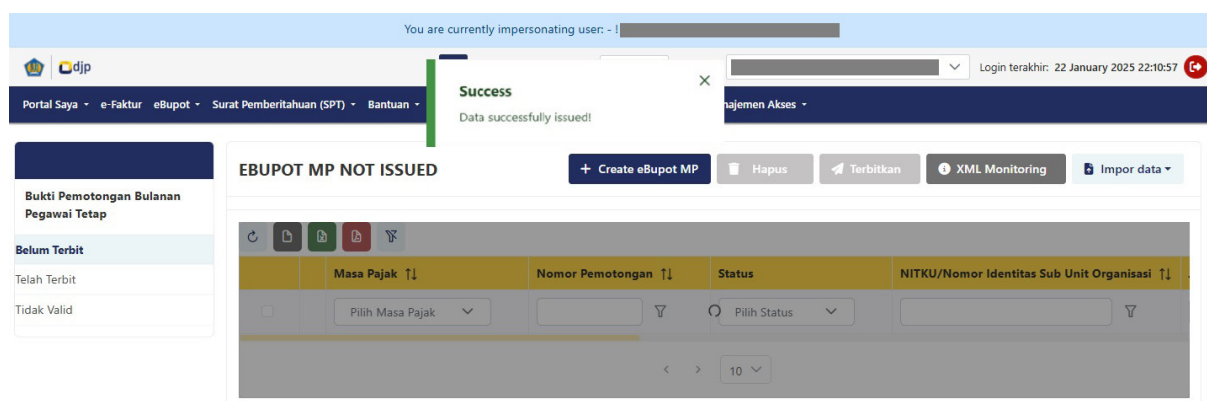 You are currently impersonating user: -
djp
Login terakhir: 22 January 2025 22:10:57
Portal Saya e-Faktur eBupot Surat Pemberitahuan (SPT) Bantuan najemen Akses
Success
Data successfully issued!
EBUPOT MP NOT ISSUED
+ Create eBupot MP Hapus Terbitkan XML Monitoring Impor data
Bukti Pemotongan Bulanan
Pegawai Tetap
Belum Terbit
Telah Terbit
Tidak Valid
Masa Pajak Nomor Pemotongan Status NITKU/Nomor Identitas Sub Unit Organisasi
Pilih Masa Pajak Pilih Status
10